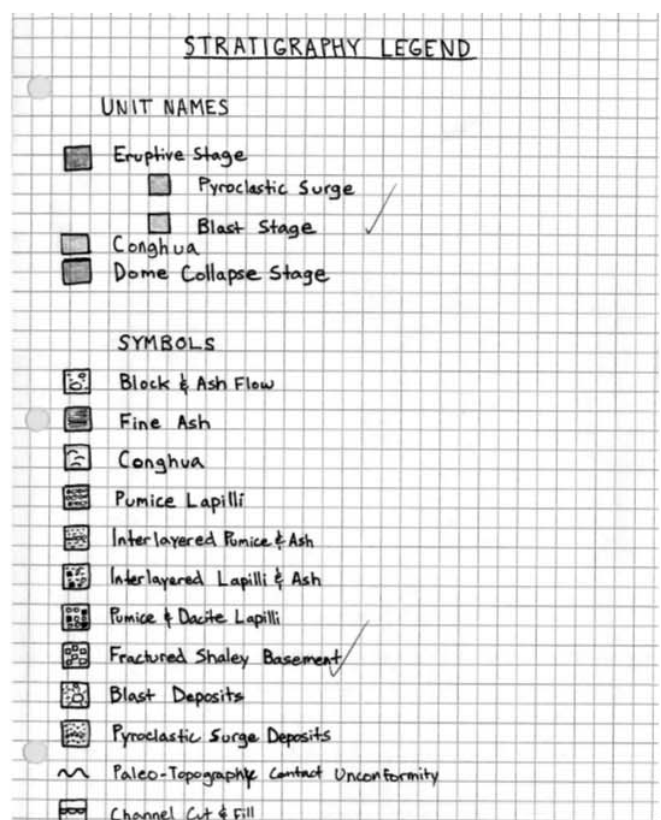 STRATIGRAPHY LEGEND
UNIT NAMES
Eruptive Stage
Pyroclastic Surge
Blast Stage
Conghua
Dome Collapse Stage
SYMBOLS
Block & Ash Flow
Fine Ash
Conghua
Pumice Lapilli
Interlayered Pumice & Ash
Interlayered Lapilli & Ash
Pumice & Dacite Lapilli
Fractured Shaley Basement
Blast Deposits
Pyroclastic Surge Deposits
Paleo-Topography Contact Unconformity
Channel Cut & Fill